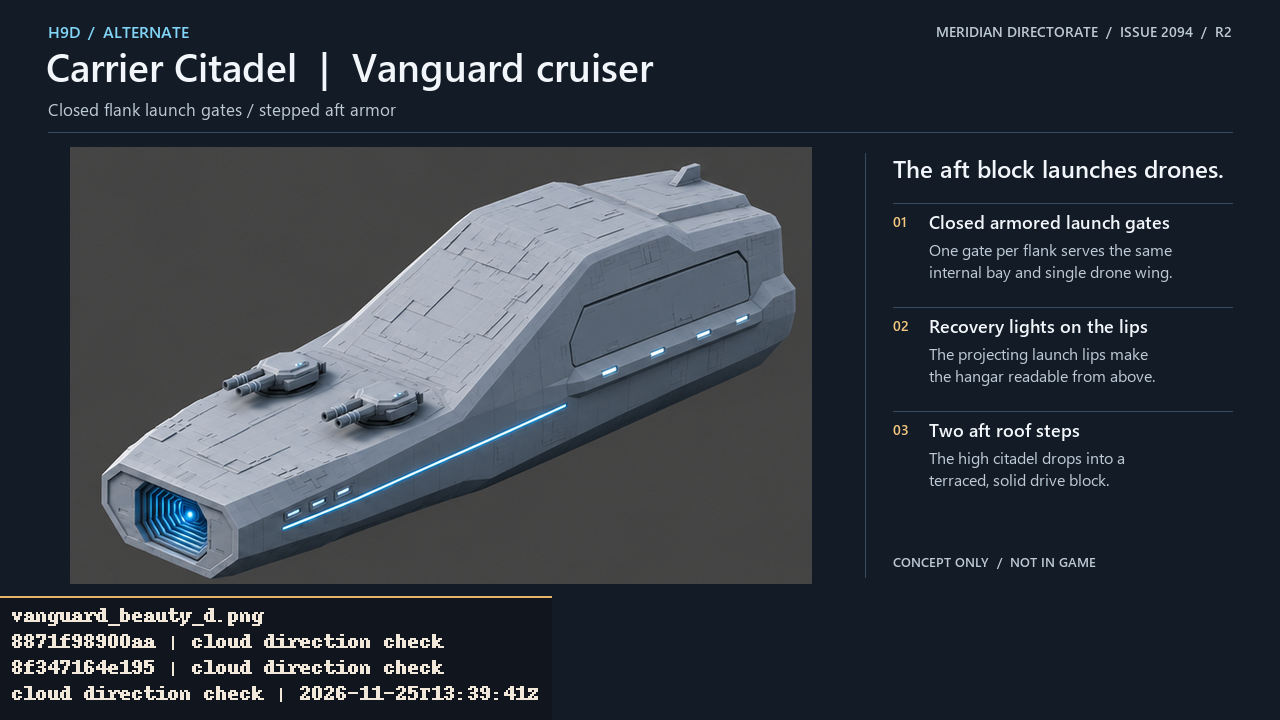 H9D / ALTERNATE
MERIDIAN DIRECTORATE / ISSUE 2094 / R2
Carrier Citadel | Vanguard cruiser
Closed flank launch gates / stepped aft armor
The aft block launches drones.
01 Closed armored launch gates
One gate per flank serves the same
internal bay and single drone wing.
02 Recovery lights on the lips
The projecting launch lips make
the hangar readable from above.
03 Two aft roof steps
The high citadel drops into a
terraced, solid drive block.
CONCEPT ONLY / NOT IN GAME
vanguard_beauty_d.png
8871f98900aa | cloud direction check
8f347164e195 | cloud direction check
cloud direction check | 2026-11-25T13:39:41Z